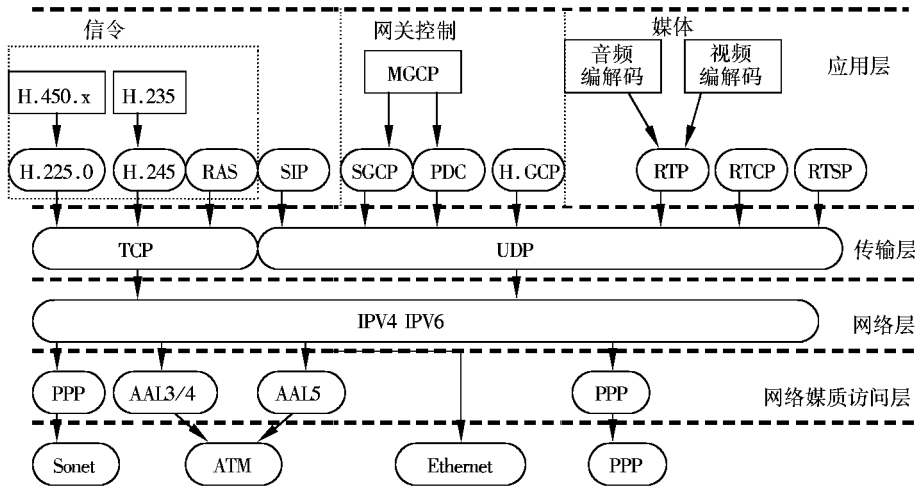 信令
网关控制
媒体
应用层
MGCP
音频
编解码
视频
编解码
H.450.x
H.235
H.225.0
H.245
RAS
SIP
SGCP
PDC
H.GCP
RTP
RTCP
RTSP
TCP
UDP
传输层
IPV4 IPV6
网络层
PPP
AAL3/4
AAL5
PPP
网络媒质访问层
Sonet
ATM
Ethernet
PPP